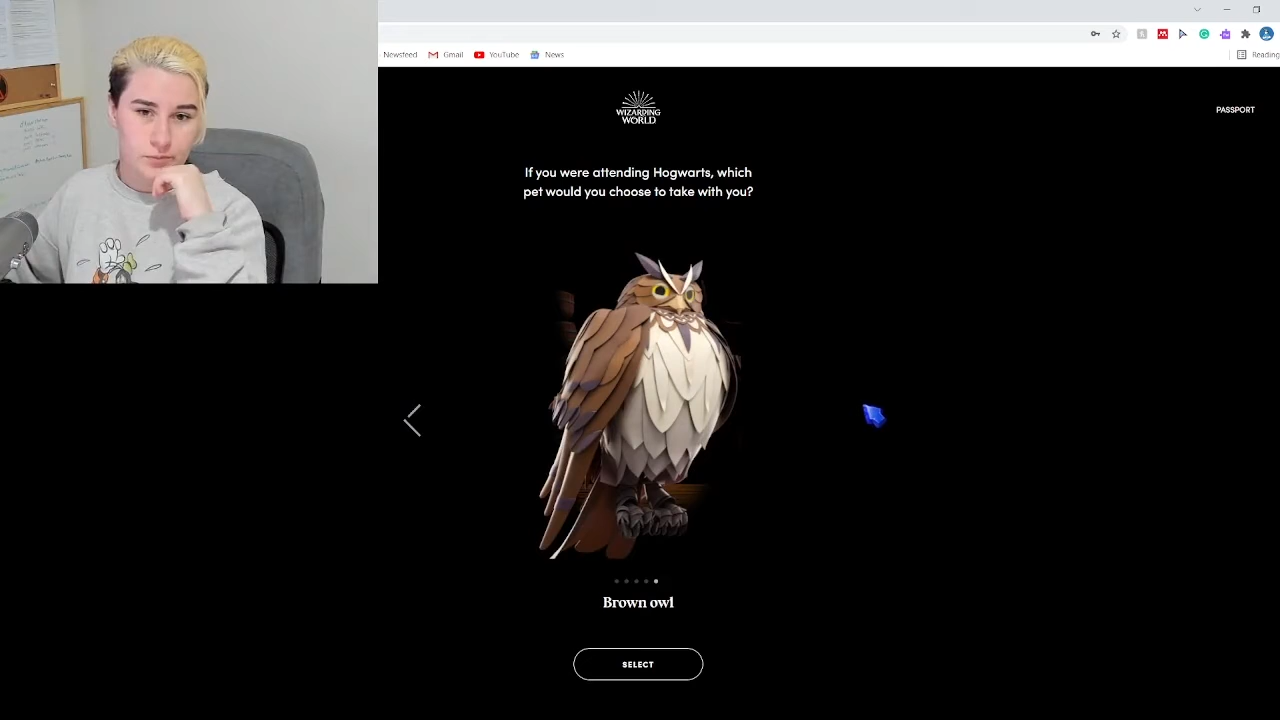 Newsfeed
Gmail
YouTube
News
Reading
WIZARDING
WORLD
PASSPORT
If you were attending Hogwarts, which
pet would you choose to take with you?
Brown owl
SELECT